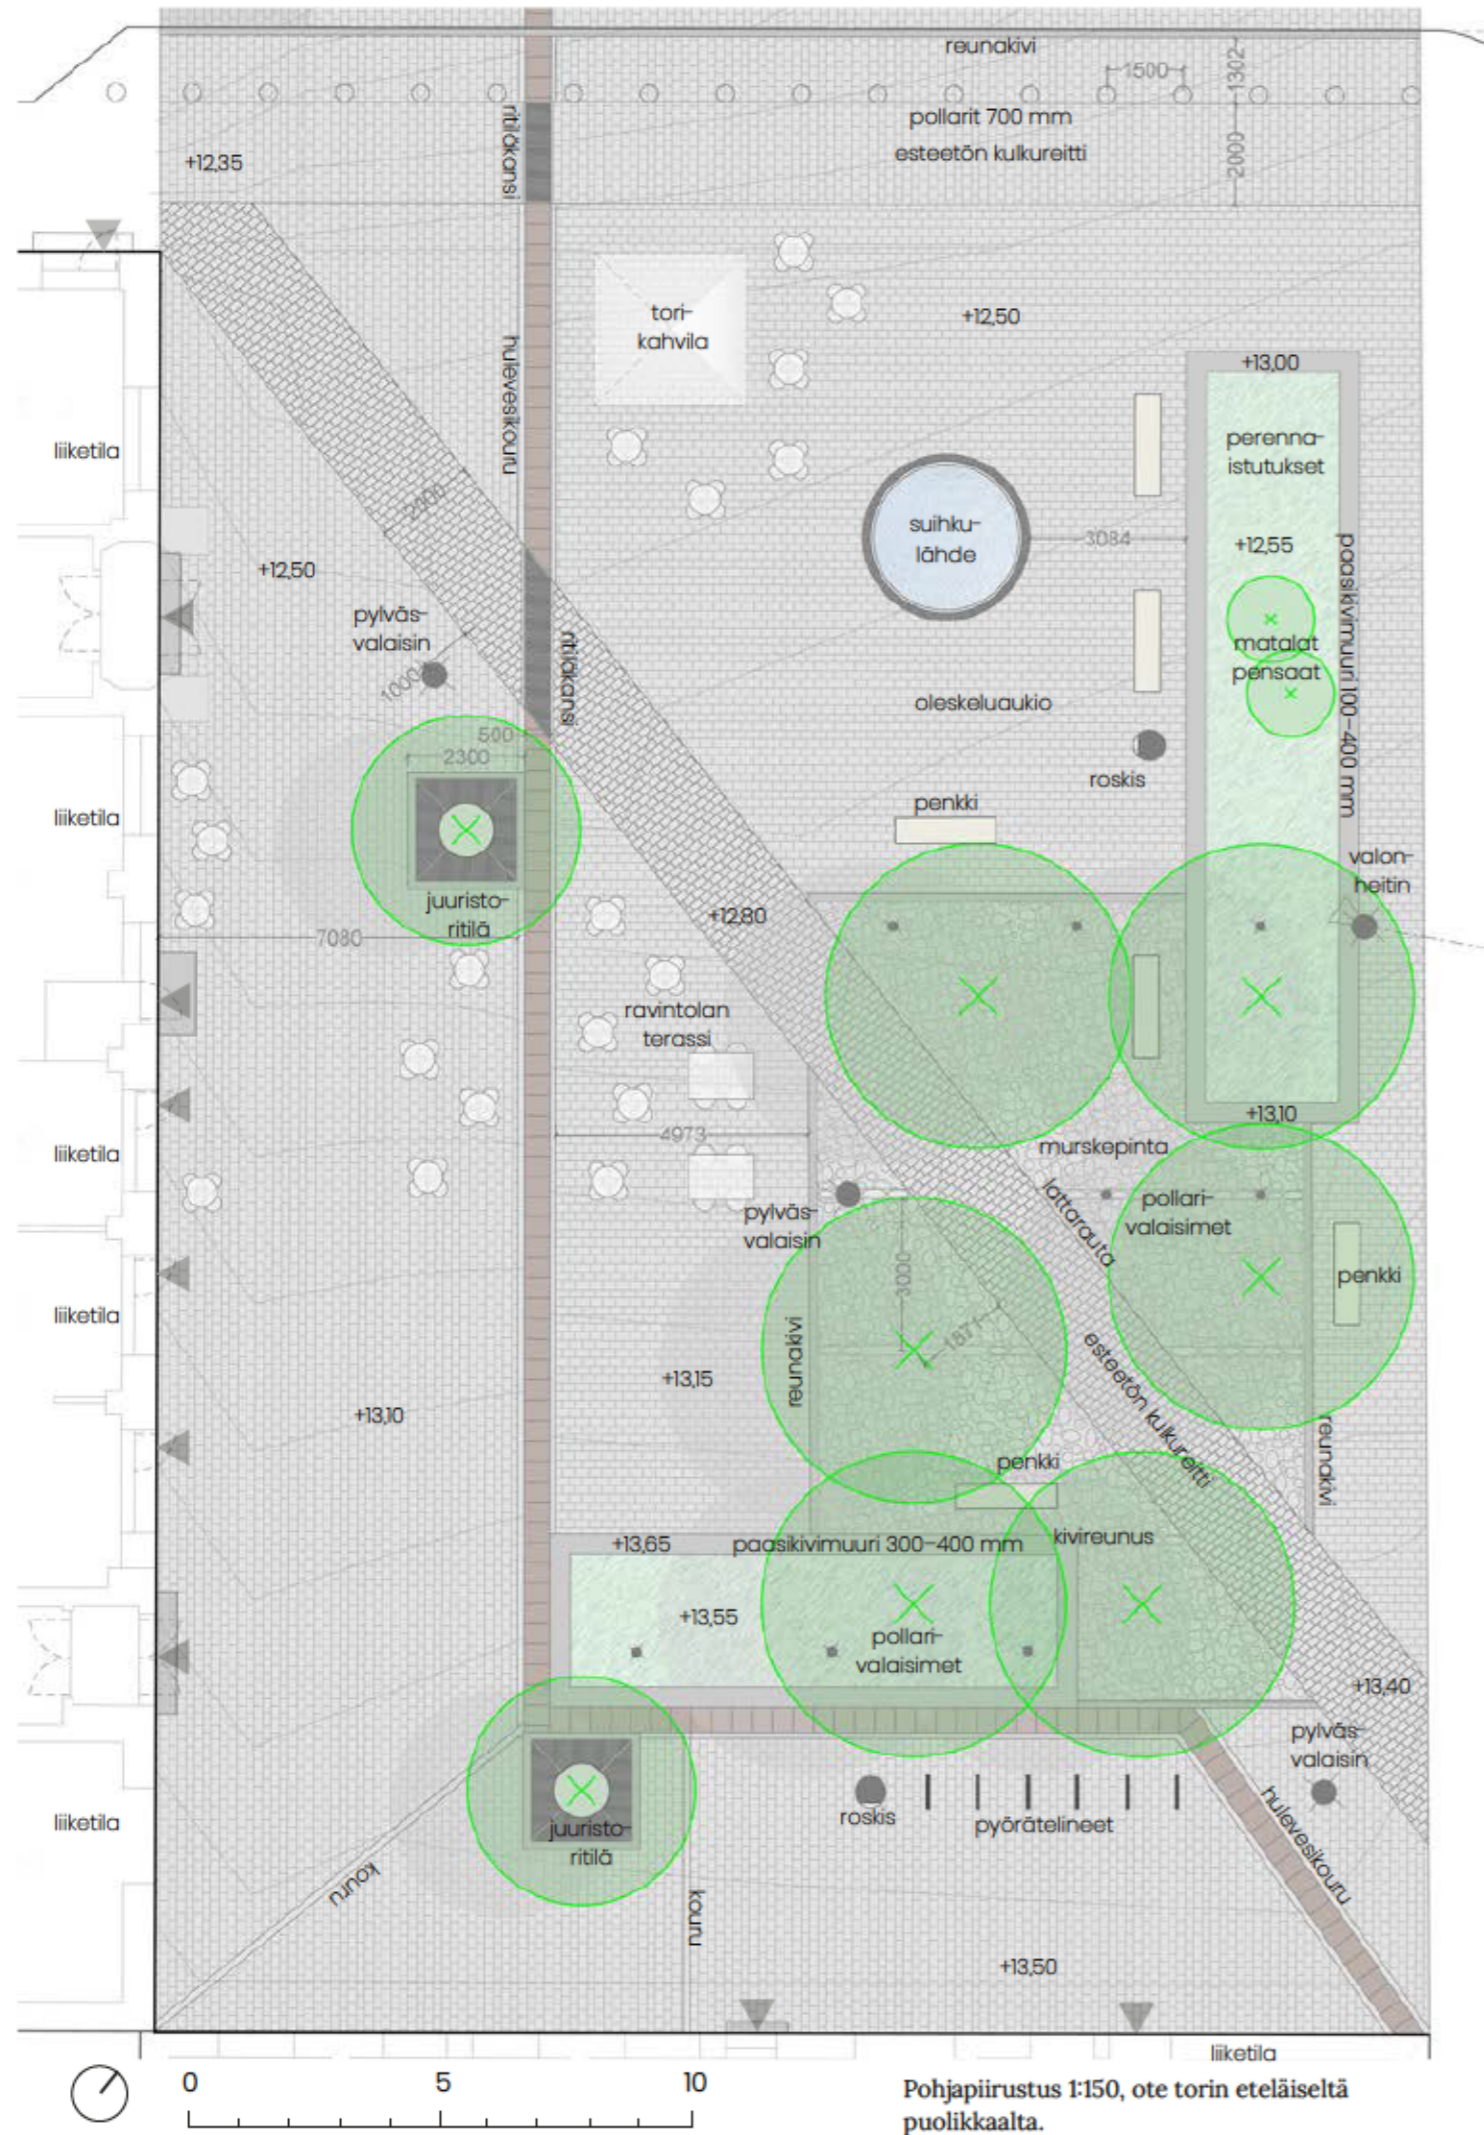 reunakivi
1500
1302
pollarit 700 mm
esteetön kulkureitti
2000
+12,35
ritiläkansi
tori-
kahvila
+12,50
hulevesikouru
+13,00
liiketila
perenna-
istutukset
2000
suihku-
lähde
3084
+12,55
paasikivimuuri 100-400 mm
+12,50
pylväs-
valaisin
1000
ritiläkansi
matalat
pensaat
oleskeluaukio
500
2300
roskis
penkki
liiketila
valon-
heitin
juuristo-
ritilä
+12,80
7080
ravintolan
terassi
+13,10
4973
murskepinta
liiketila
lattarauta
pollari-
valaisimet
pylväs-
valaisin
3000
penkki
1871
liiketila
reunakivi
esteetön kulkureitti
+13,15
+13,10
reunakivi
penkki
+13,65
paasikivimuuri 300-400 mm
kivireunus
+13,55
pollari-
valaisimet
+13,40
pylväs-
valaisin
roskis
pyörätelineet
hulevesikouru
liiketila
juuristo-
ritilä
kouru
kouru
+13,50
liiketila
0 5 10
Pohjapiirustus 1:150, ote torin eteläiseltä
puolikkaalta.